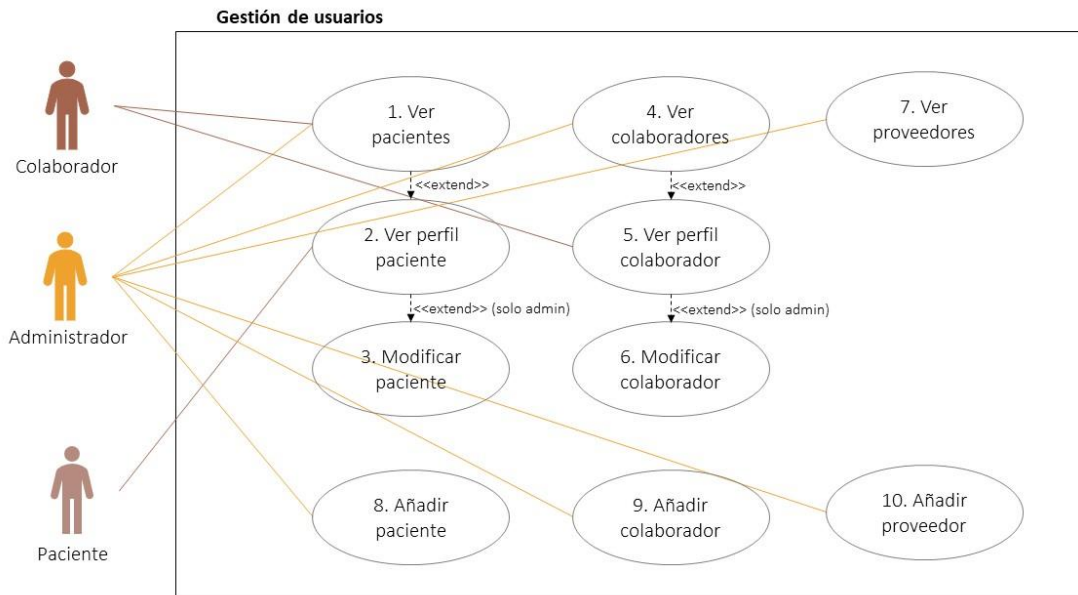 Gestión de usuarios
Colaborador
Administrador
Paciente
1. Ver
pacientes
4. Ver
colaboradores
7. Ver
proveedores
<<extend>>
<<extend>>
2. Ver perfil
paciente
5. Ver perfil
colaborador
<<extend>> (solo admin)
<<extend>> (solo admin)
3. Modificar
paciente
6. Modificar
colaborador
8. Añadir
paciente
9. Añadir
colaborador
10. Añadir
proveedor